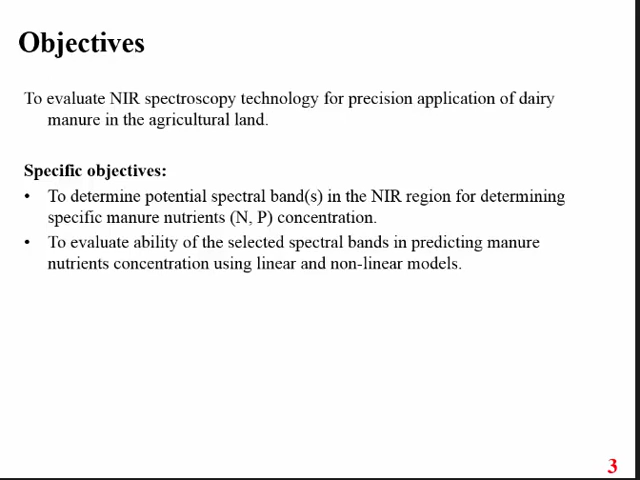 Objectives
To evaluate NIR spectroscopy technology for precision application of dairy
manure in the agricultural land.
Specific objectives:
• To determine potential spectral band(s) in the NIR region for determining
specific manure nutrients (N, P) concentration.
• To evaluate ability of the selected spectral bands in predicting manure
nutrients concentration using linear and non-linear models.
3